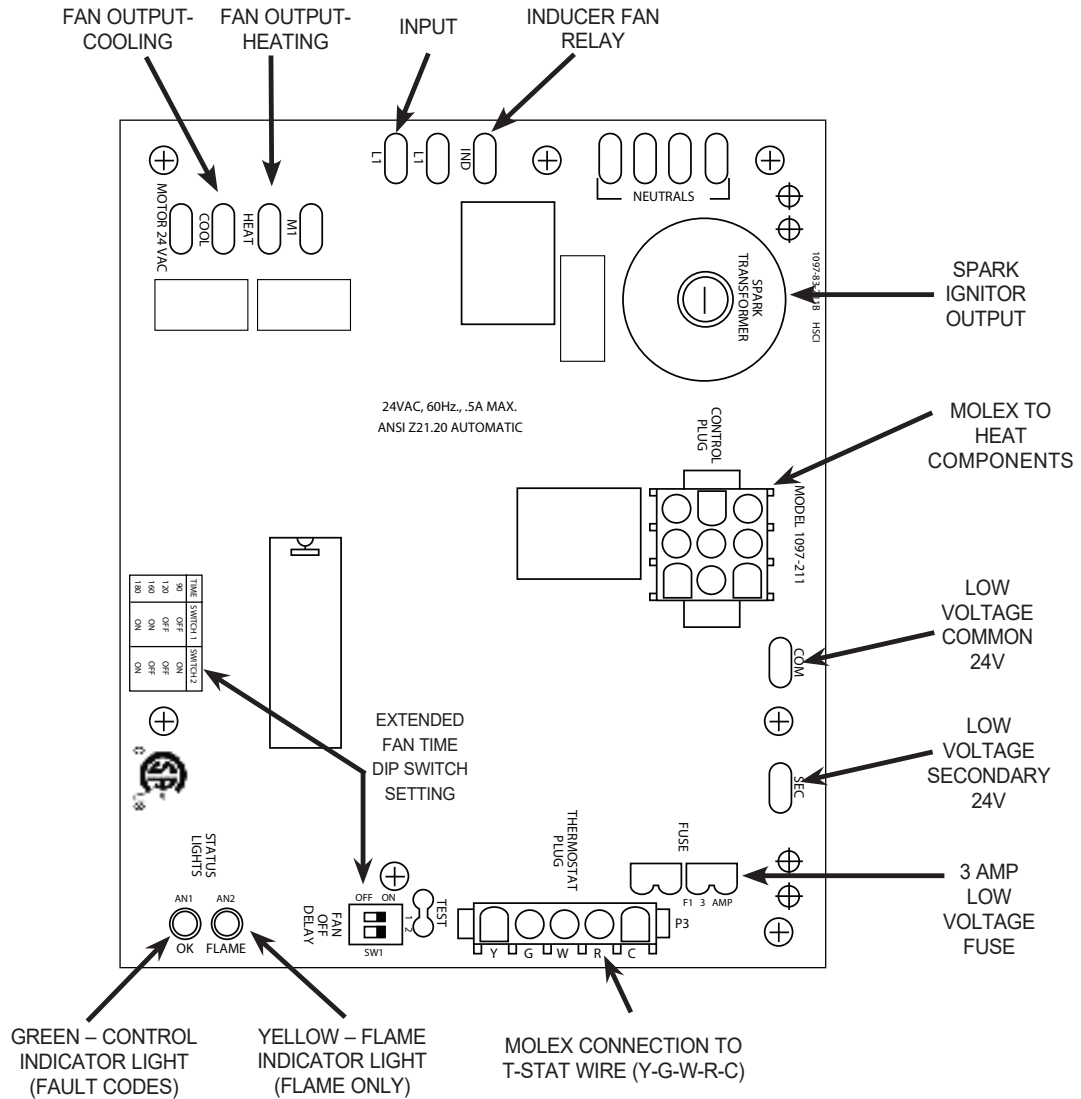 FAN OUTPUT-
COOLING
FAN OUTPUT-
HEATING
INPUT
INDUCER FAN
RELAY
L1
L1
IND
NEUTRALS
MOTOR 24 VAC
COOL
HEAT
M1
SPARK
TRANSFORMER
HSCI
SPARK
IGNITOR
OUTPUT
24VAC, 60Hz., .5A MAX.
ANSI Z21.20 AUTOMATIC
CONTROL
PLUG
MODEL 1097-211
MOLEX TO
HEAT
COMPONENTS
TIME SWITCH 1 SWITCH 2
90 OFF ON
120 OFF OFF
160 ON OFF
180 ON ON
COM
LOW
VOLTAGE
COMMON
24V
EXTENDED
FAN TIME
DIP SWITCH
SETTING
SEC
LOW
VOLTAGE
SECONDARY
24V
STATUS
LIGHTS
AN1
OK
AN2
FLAME
FAN
OFF
DELAY
OFF ON
1
2
SW1
TEST
THERMOSTAT
PLUG
Y G W R C
P3
FUSE
F1 3 AMP
3 AMP
LOW
VOLTAGE
FUSE
GREEN – CONTROL
INDICATOR LIGHT
(FAULT CODES)
YELLOW – FLAME
INDICATOR LIGHT
(FLAME ONLY)
MOLEX CONNECTION TO
T-STAT WIRE (Y-G-W-R-C)